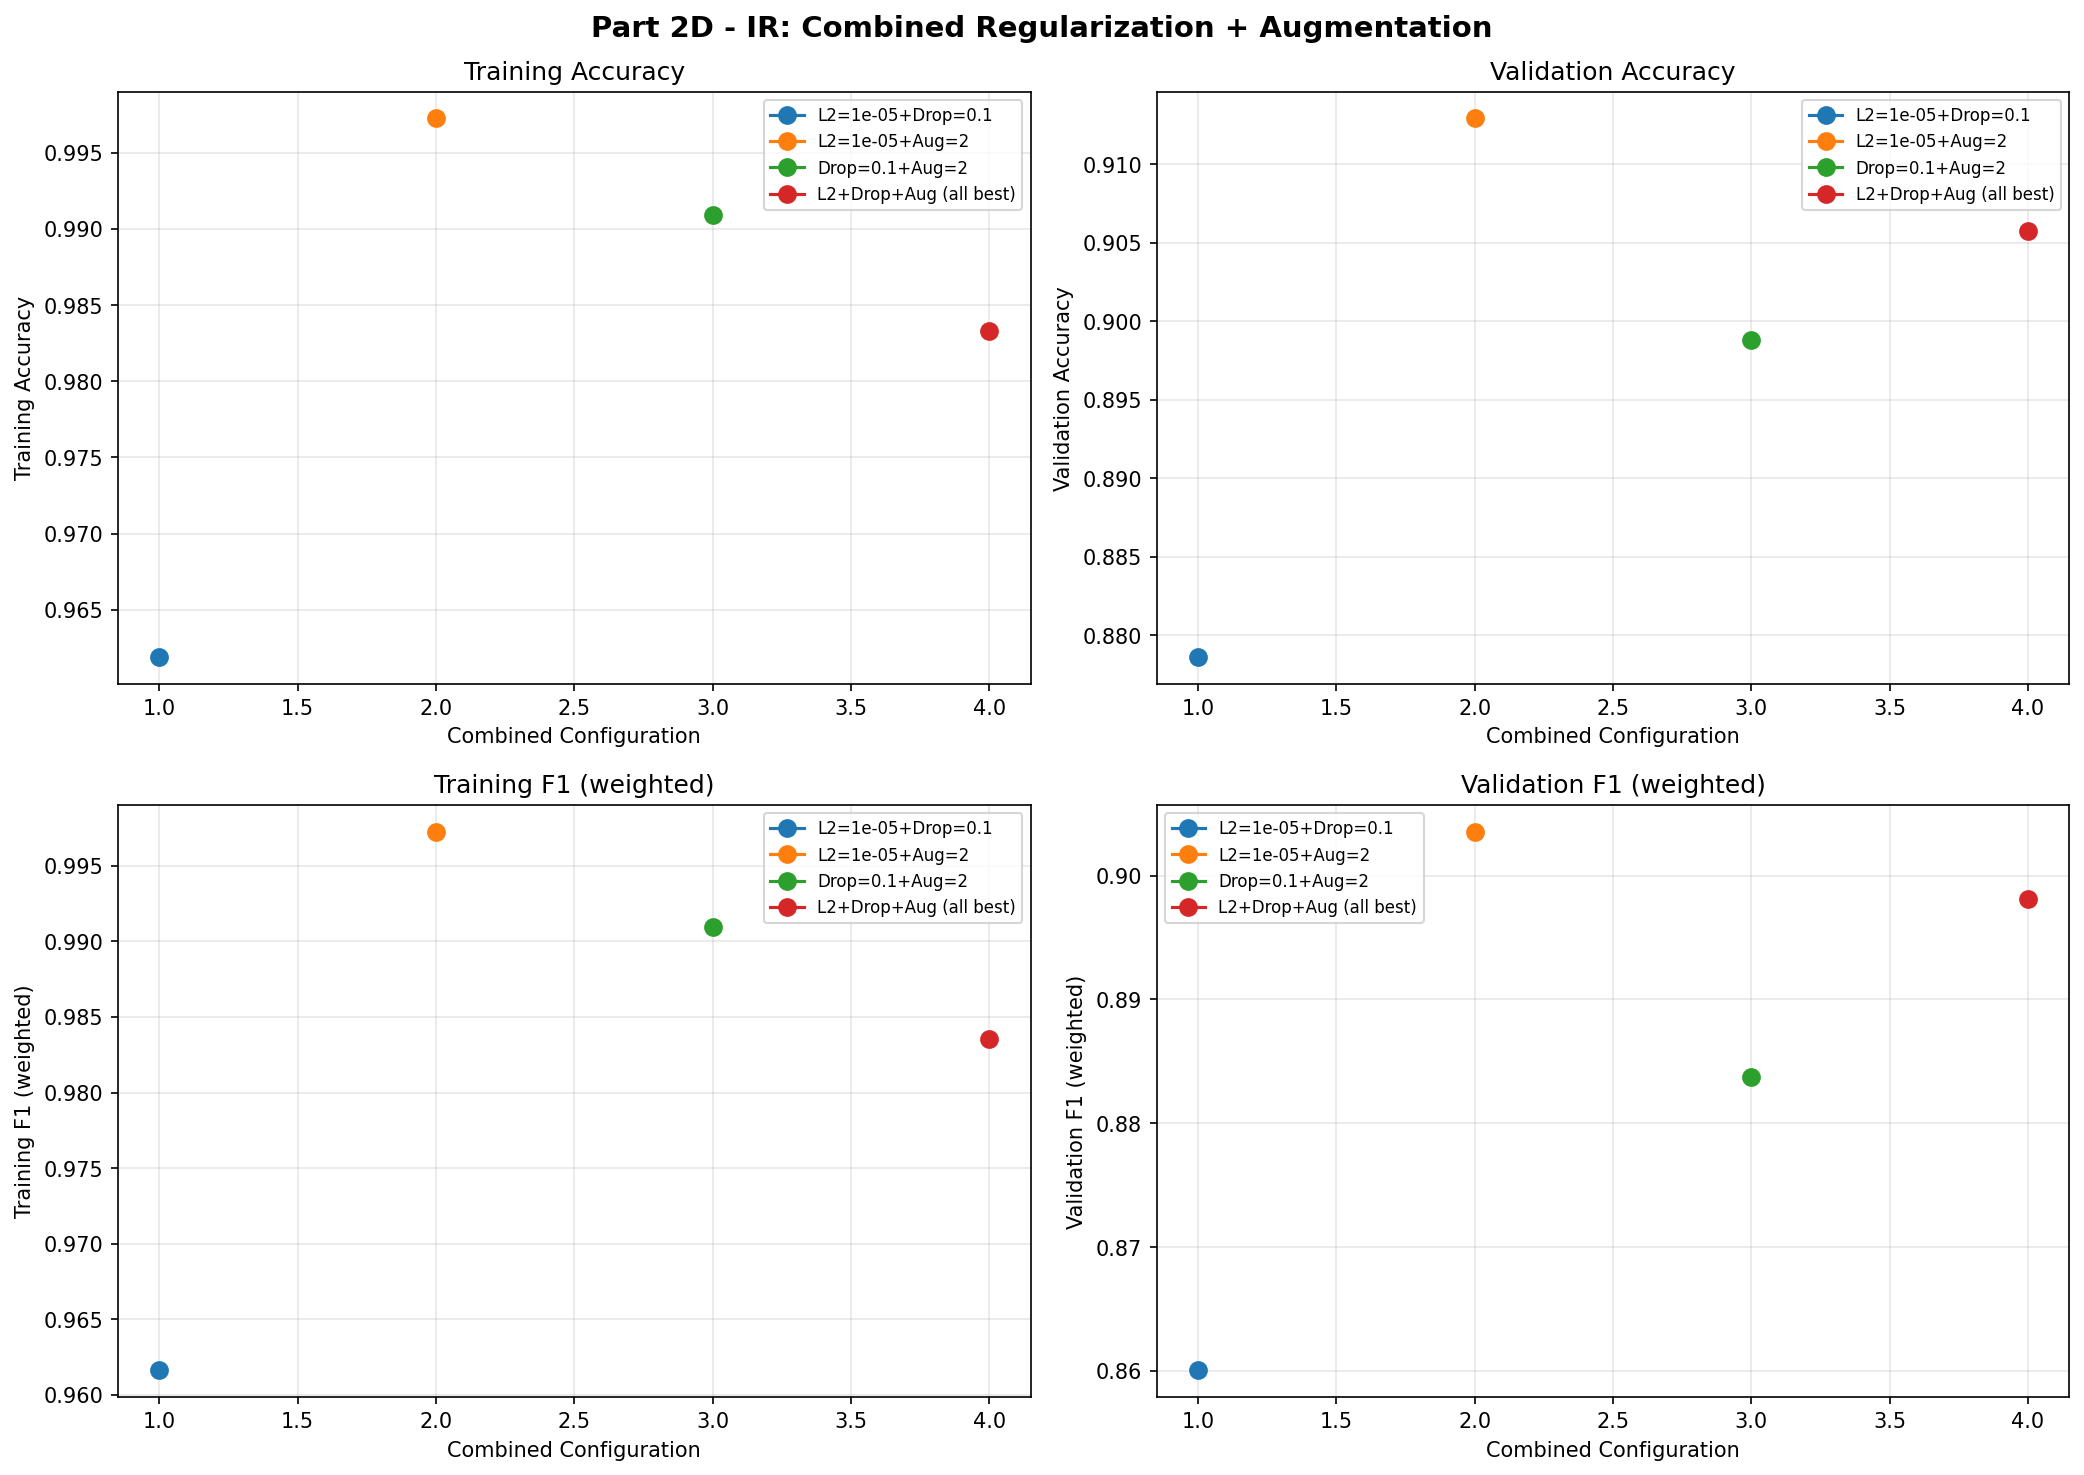 Part 2D - IR: Combined Regularization + Augmentation
Training Accuracy
Training Accuracy
0.995
0.990
0.985
0.980
0.975
0.970
0.965
L2=1e-05+Drop=0.1
L2=1e-05+Aug=2
Drop=0.1+Aug=2
L2+Drop+Aug (all best)
1.0 1.5 2.0 2.5 3.0 3.5 4.0
Combined Configuration
Validation Accuracy
Validation Accuracy
0.910
0.905
0.900
0.895
0.890
0.885
0.880
L2=1e-05+Drop=0.1
L2=1e-05+Aug=2
Drop=0.1+Aug=2
L2+Drop+Aug (all best)
1.0 1.5 2.0 2.5 3.0 3.5 4.0
Combined Configuration
Training F1 (weighted)
Training F1 (weighted)
0.995
0.990
0.985
0.980
0.975
0.970
0.965
0.960
L2=1e-05+Drop=0.1
L2=1e-05+Aug=2
Drop=0.1+Aug=2
L2+Drop+Aug (all best)
1.0 1.5 2.0 2.5 3.0 3.5 4.0
Combined Configuration
Validation F1 (weighted)
Validation F1 (weighted)
0.90
0.89
0.88
0.87
0.86
L2=1e-05+Drop=0.1
L2=1e-05+Aug=2
Drop=0.1+Aug=2
L2+Drop+Aug (all best)
1.0 1.5 2.0 2.5 3.0 3.5 4.0
Combined Configuration